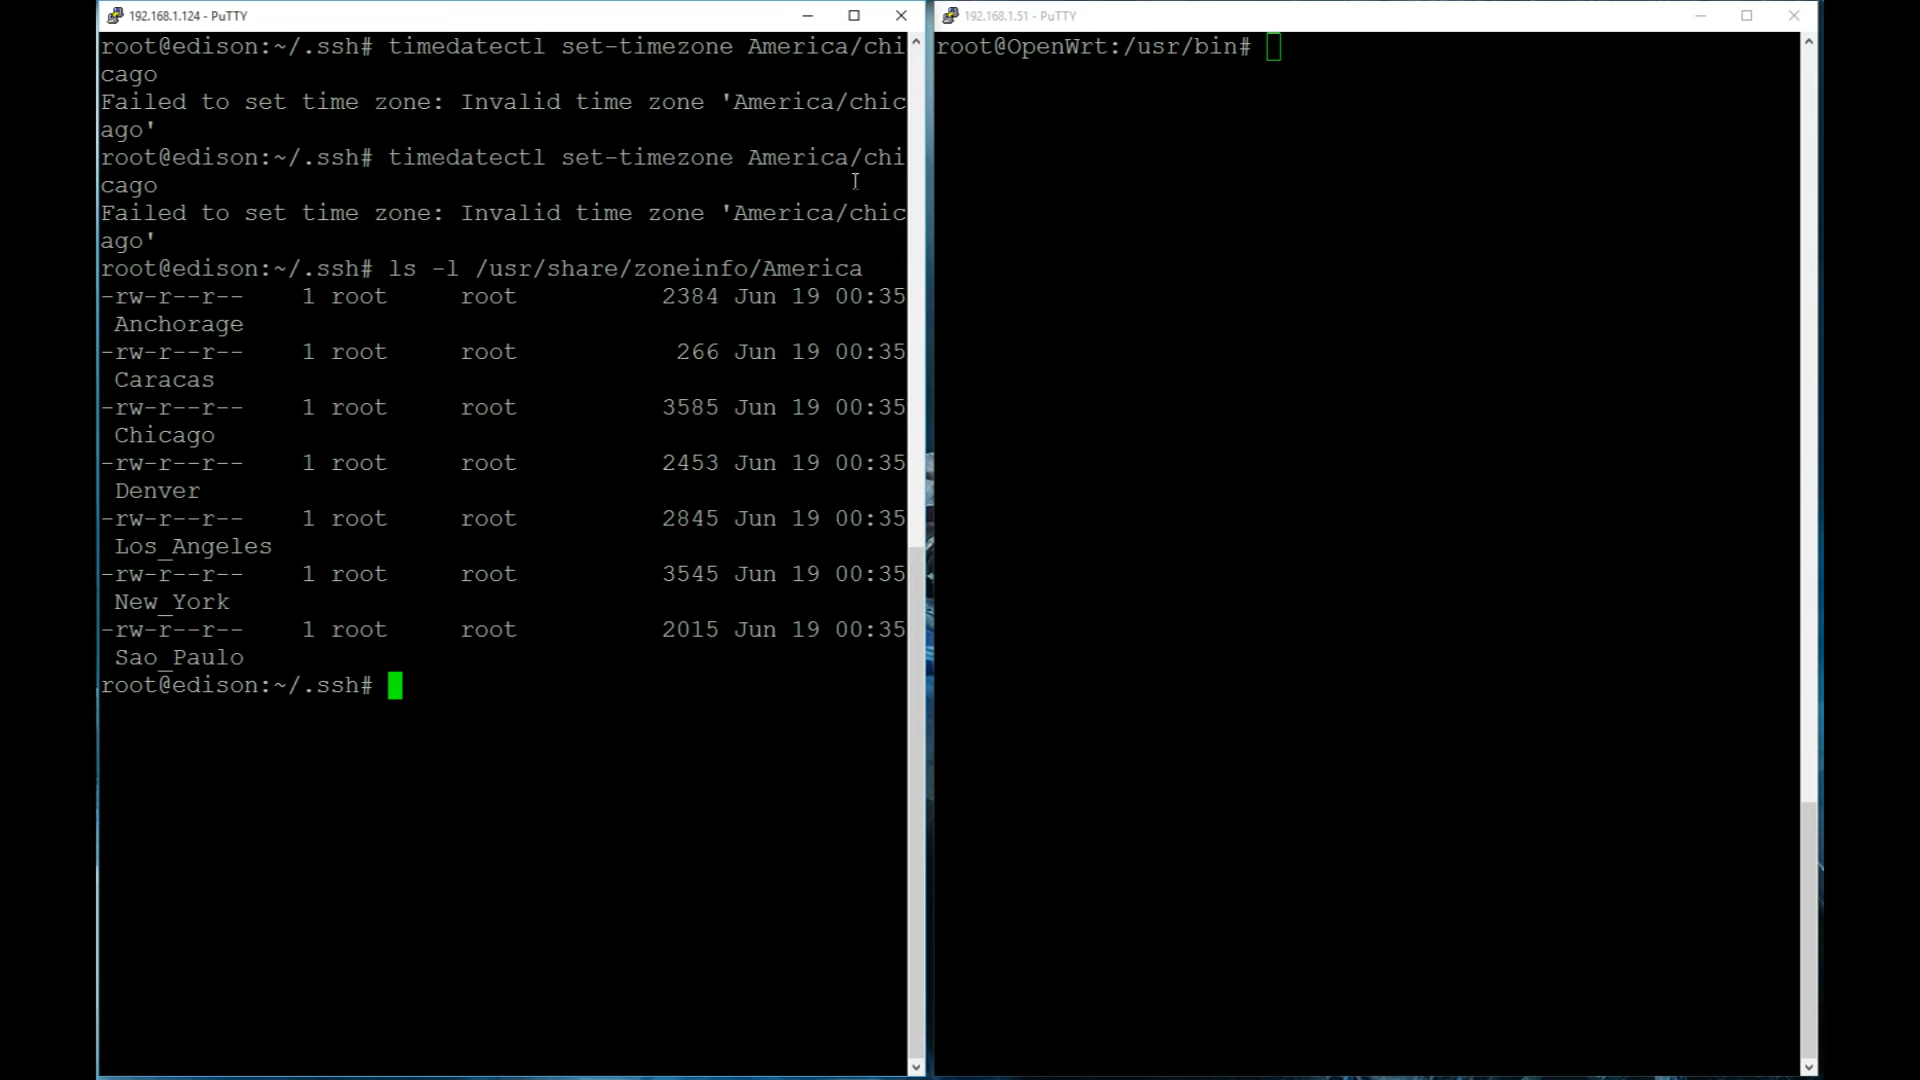 192.168.1.124 - PuTTY
root@edison:~/.ssh# timedatectl set-timezone America/chi
cago
Failed to set time zone: Invalid time zone 'America/chic
ago'
root@edison:~/.ssh# timedatectl set-timezone America/chi
cago
Failed to set time zone: Invalid time zone 'America/chic
ago'
root@edison:~/.ssh# ls -l /usr/share/zoneinfo/America
-rw-r--r--    1 root     root          2384 Jun 19 00:35
 Anchorage
-rw-r--r--    1 root     root           266 Jun 19 00:35
 Caracas
-rw-r--r--    1 root     root          3585 Jun 19 00:35
 Chicago
-rw-r--r--    1 root     root          2453 Jun 19 00:35
 Denver
-rw-r--r--    1 root     root          2845 Jun 19 00:35
 Los_Angeles
-rw-r--r--    1 root     root          3545 Jun 19 00:35
 New_York
-rw-r--r--    1 root     root          2015 Jun 19 00:35
 Sao_Paulo
root@edison:~/.ssh#
192.168.1.51 - PuTTY
root@OpenWrt:/usr/bin#